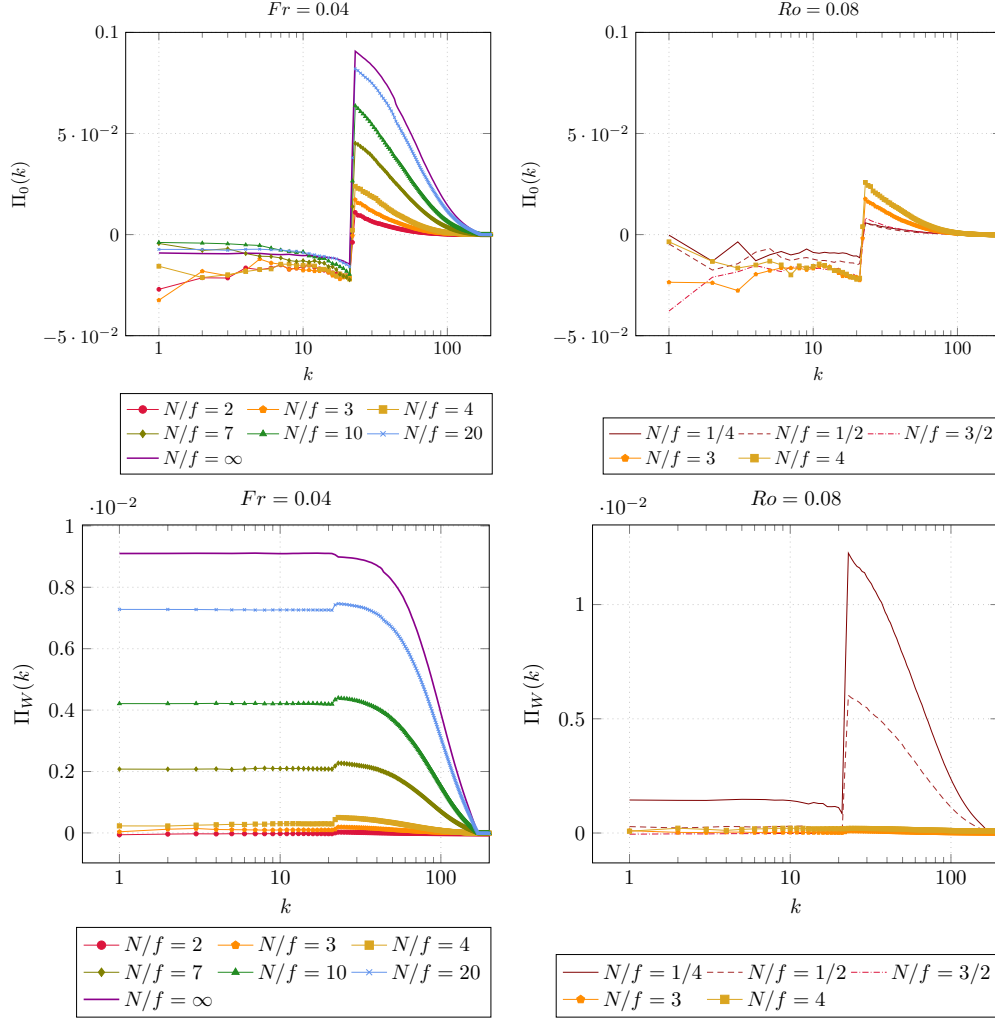 Fr = 0.04
0.1
5 · 10−2
0
−5 · 10−2
Π0(k)
1
10
100
k
N/f = 2
N/f = 3
N/f = 4
N/f = 7
N/f = 10
N/f = 20
N/f = ∞
Ro = 0.08
0.1
5 · 10−2
0
−5 · 10−2
Π0(k)
1
10
100
k
N/f = 1/4
N/f = 1/2
N/f = 3/2
N/f = 3
N/f = 4
·10−2
Fr = 0.04
1
0.8
0.6
0.4
0.2
0
ΠW(k)
1
10
100
k
N/f = 2
N/f = 3
N/f = 4
N/f = 7
N/f = 10
N/f = 20
N/f = ∞
·10−2
Ro = 0.08
1
0.5
0
ΠW(k)
1
10
100
k
N/f = 1/4
N/f = 1/2
N/f = 3/2
N/f = 3
N/f = 4